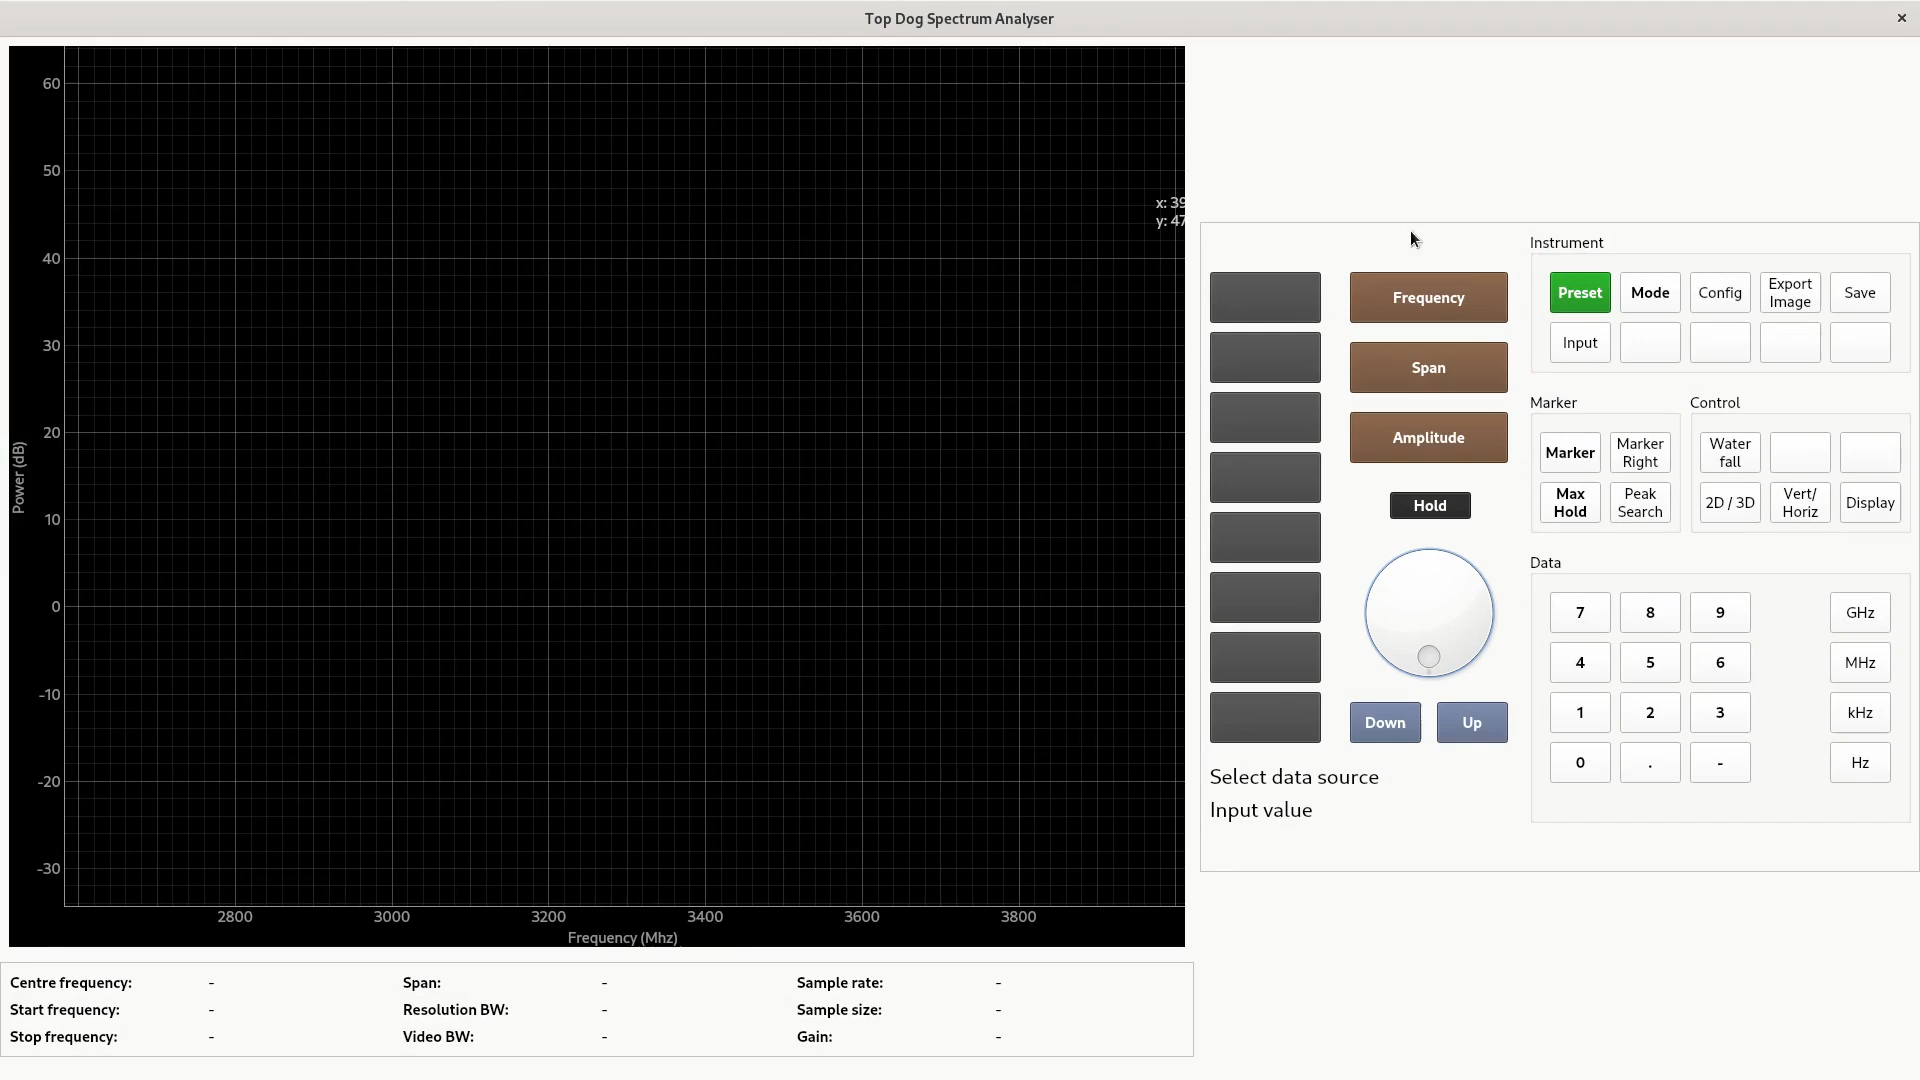 Top Dog Spectrum Analyser
×
60
50
40
30
20
10
0
-10
-20
-30
Power (dB)
2800
3000
3200
3400
3600
3800
Frequency (Mhz)
x: 39
y: 47
Frequency
Span
Amplitude
Hold
Down
Up
Select data source
Input value
Instrument
Preset
Mode
Config
Export
Image
Save
Input
Marker
Marker
Marker
Right
Max
Hold
Peak
Search
Control
Water
fall
2D / 3D
Vert/
Horiz
Display
Data
7 8 9 GHz
4 5 6 MHz
1 2 3 kHz
0 . - Hz
Centre frequency: - Span: - Sample rate: -
Start frequency: - Resolution BW: - Sample size: -
Stop frequency: - Video BW: - Gain: -